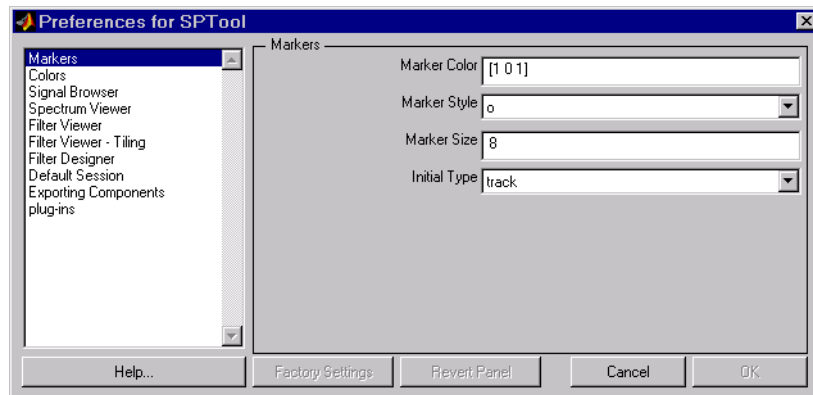 Preferences for SPTool
Markers
Colors
Signal Browser
Spectrum Viewer
Filter Viewer
Filter Viewer - Tiling
Filter Designer
Default Session
Exporting Components
plug-ins
Markers
Marker Color [1 0 1]
Marker Style o
Marker Size 8
Initial Type track
Help... Factory Settings Revert Panel Cancel OK